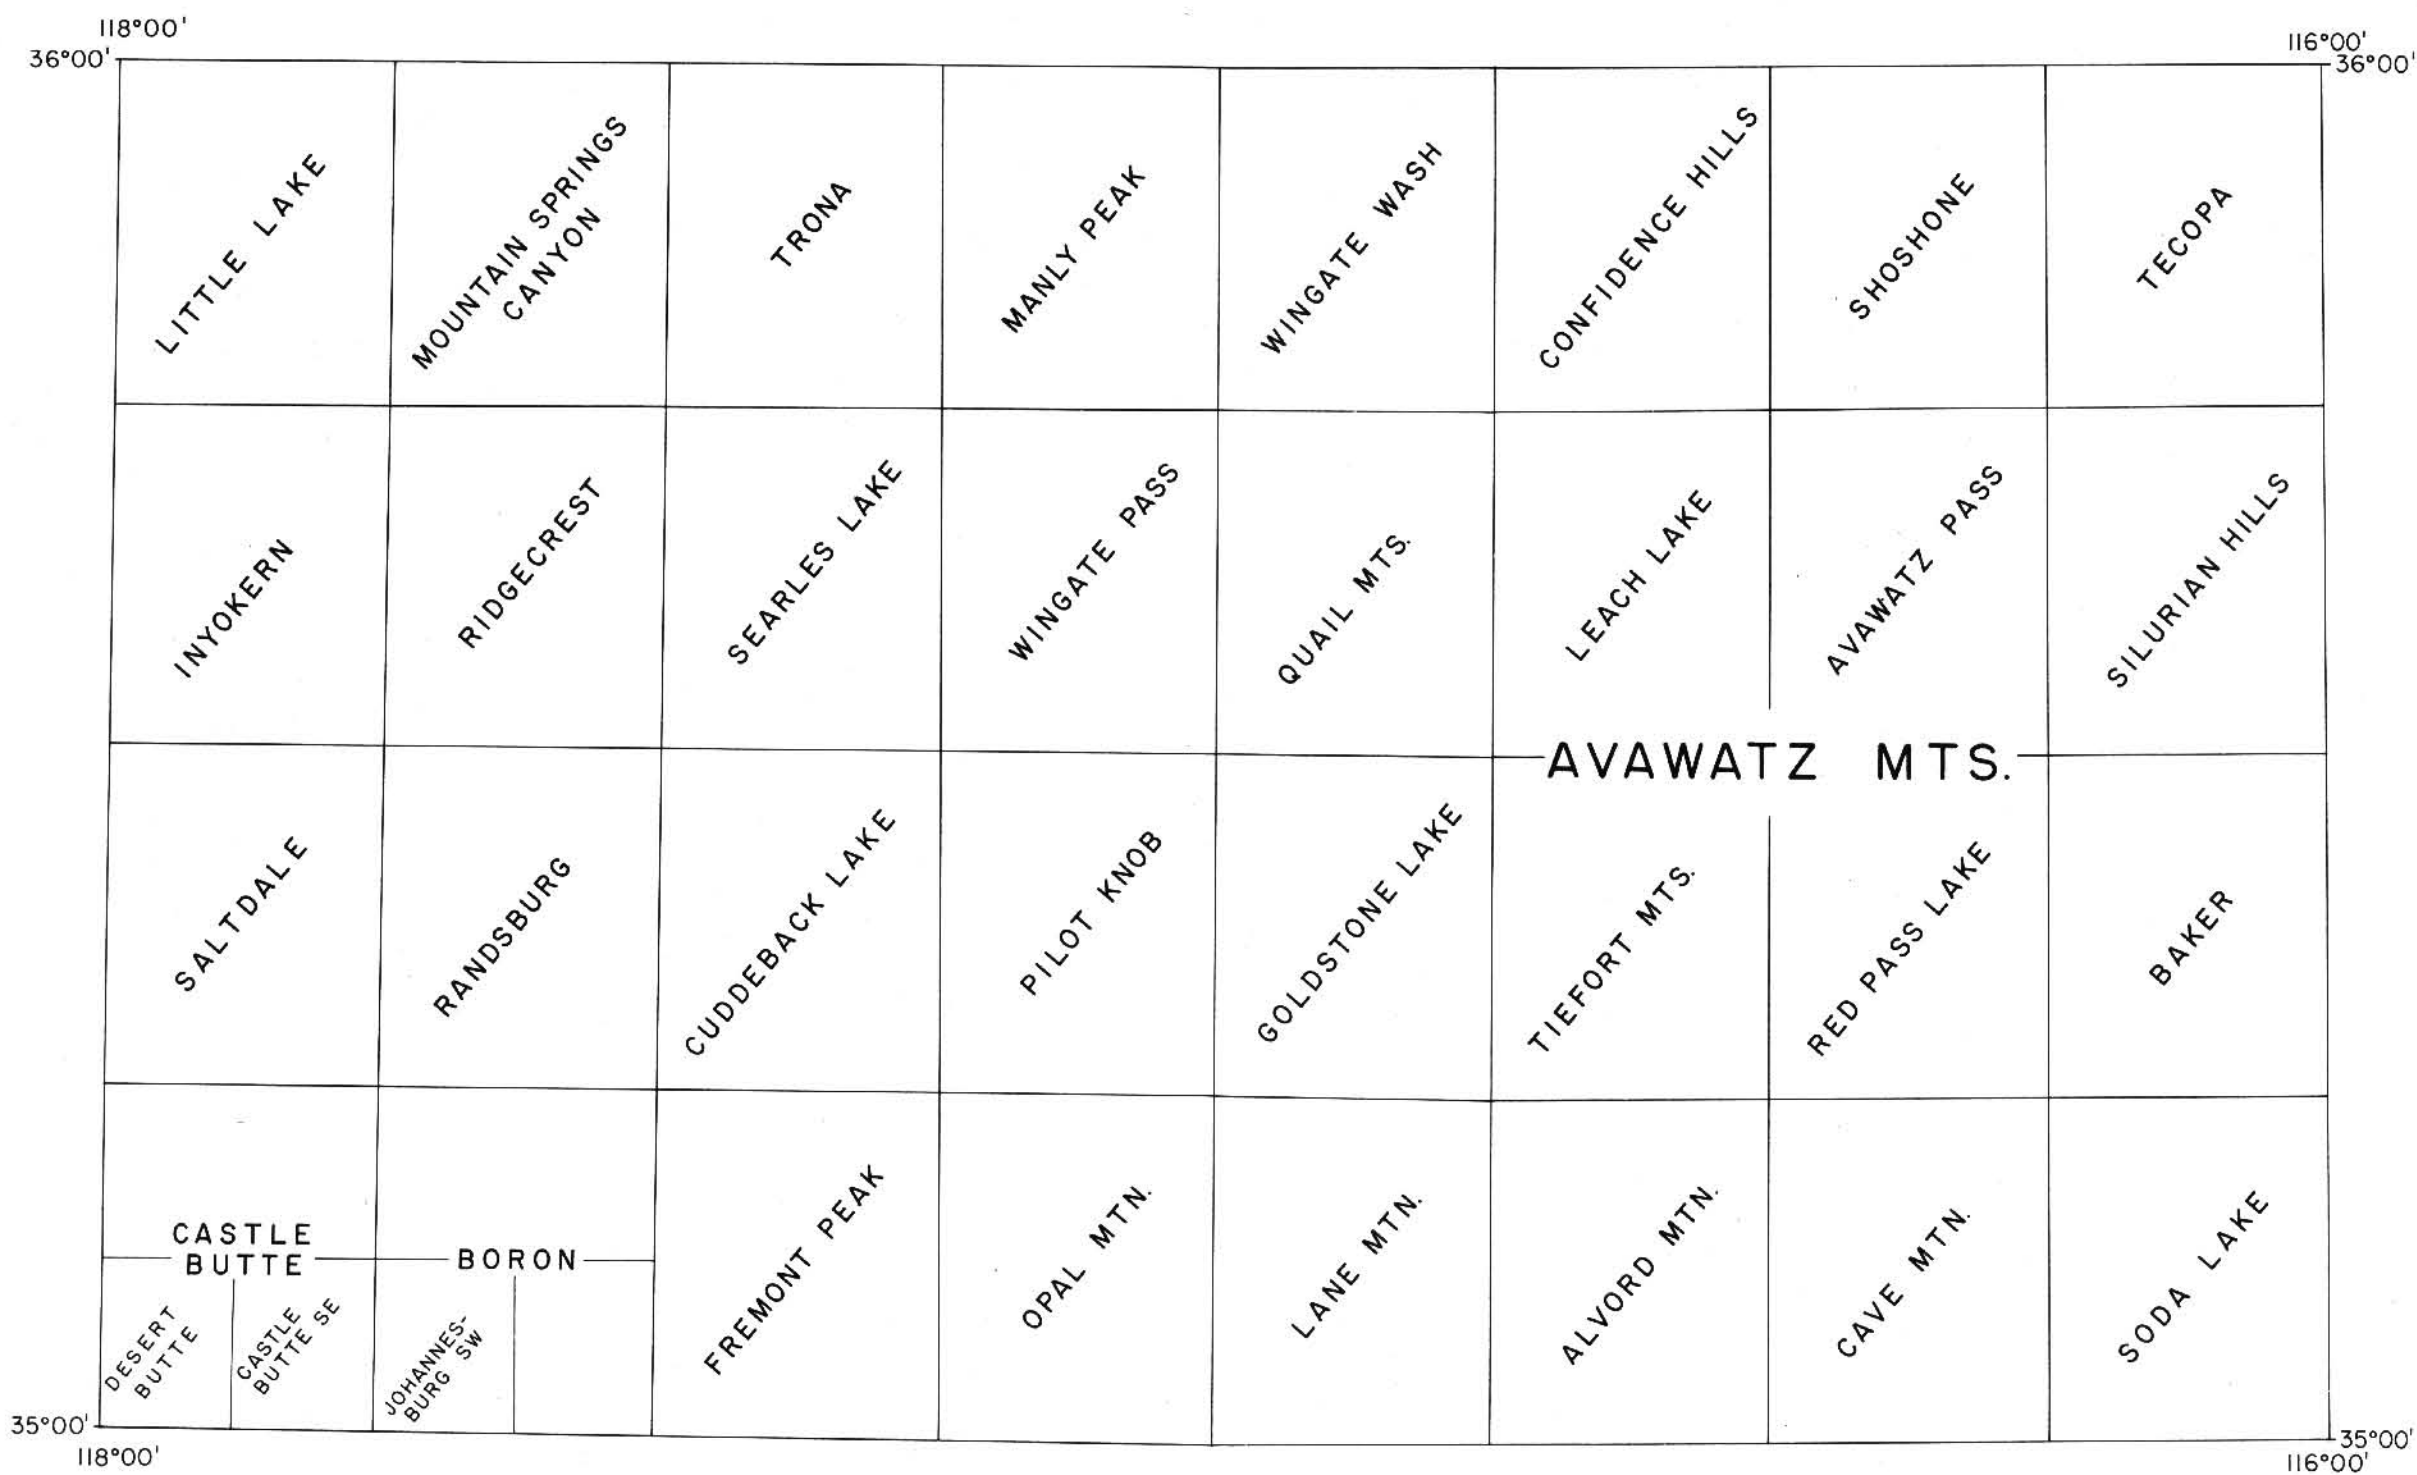 118°00'
116°00'
36°00'
36°00'
LITTLE LAKE
MOUNTAIN SPRINGS
CANYON
TRONA
MANLY PEAK
WINGATE WASH
CONFIDENCE HILLS
SHOSHONE
TECOPA
INYOKERN
RIDGECREST
SEARLES LAKE
WINGATE PASS
QUAIL MTS.
LEACH LAKE
AVAWATZ PASS
SILURIAN HILLS
AVAWATZ MTS.
SALTDALE
RANDSBURG
CUDDEBACK LAKE
PILOT KNOB
GOLDSTONE LAKE
TIEFORT MTS.
RED PASS LAKE
BAKER
CASTLE
BUTTE
BORON
DESERT
BUTTE
CASTLE
BUTTE SE
JOHANNES-
BURG SW
FREMONT PEAK
OPAL MTN.
LANE MTN.
ALVORD MTN.
CAVE MTN.
SODA LAKE
35°00'
35°00'
118°00'
116°00'